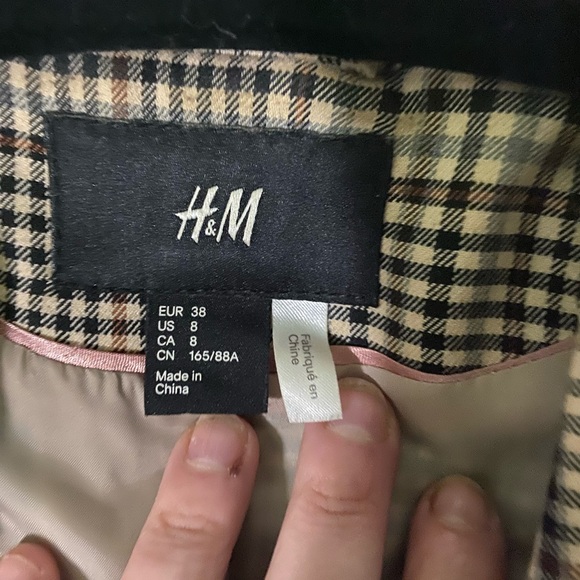 H&M
EUR 38
US 8
CA 8
CN 165/88A
Made in
China
Fabriqué en
Chine